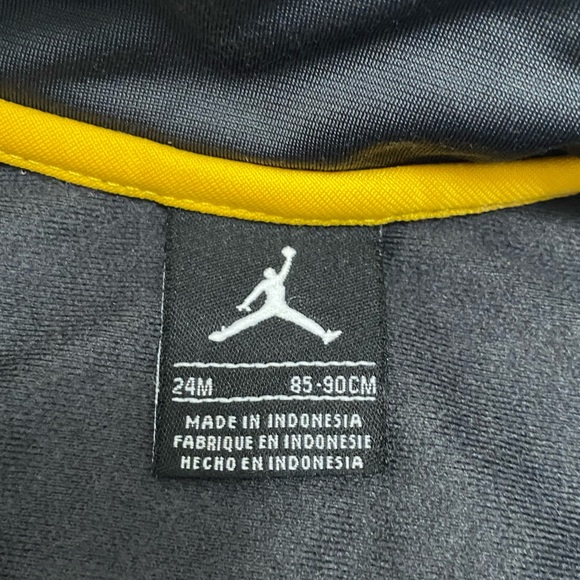 24M 85-90CM
MADE IN INDONESIA
FABRIQUE EN INDONESIE
HECHO EN INDONESIA